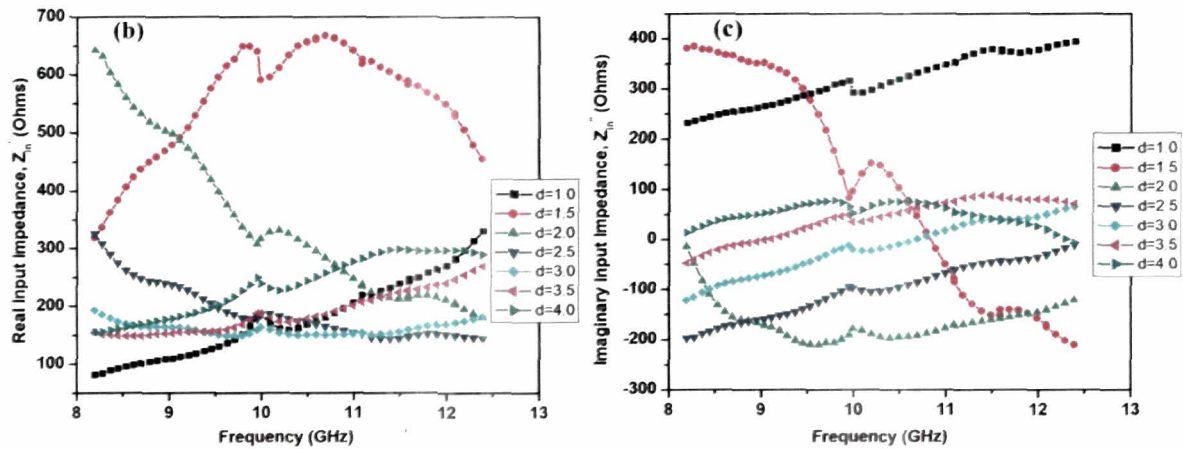 (b)
700
600
500
400
300
200
100
8
9
10
11
12
13
Real Input Impedance, Z'in (Ohms)
Frequency (GHz)
d=1.0
d=1.5
d=2.0
d=2.5
d=3.0
d=3.5
d=4.0
(c)
400
300
200
100
0
-100
-200
-300
8
9
10
11
12
13
Imaginary Input Impedance, Z''in (Ohms)
Frequency (GHz)
d=1 0
d=1 5
d=2 0
d=2 5
d=3 0
d=3 5
d=4 0